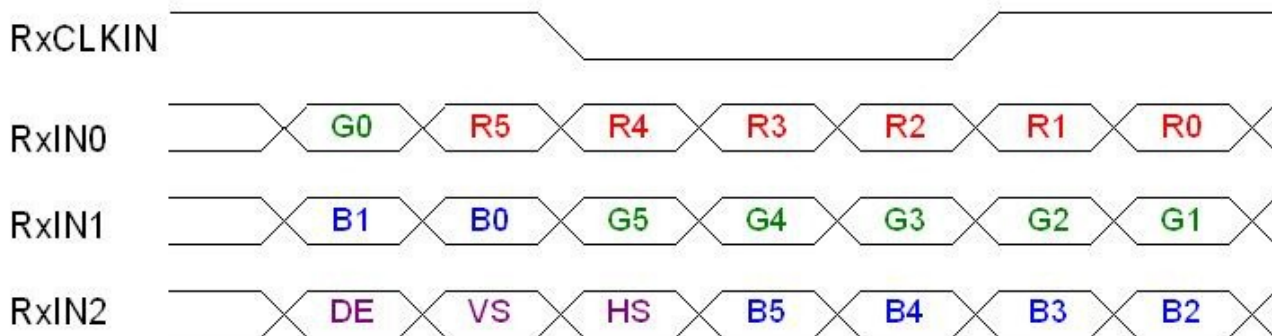 RxCLKIN
RxIN0 G0 R5 R4 R3 R2 R1 R0
RxIN1 B1 B0 G5 G4 G3 G2 G1
RxIN2 DE VS HS B5 B4 B3 B2